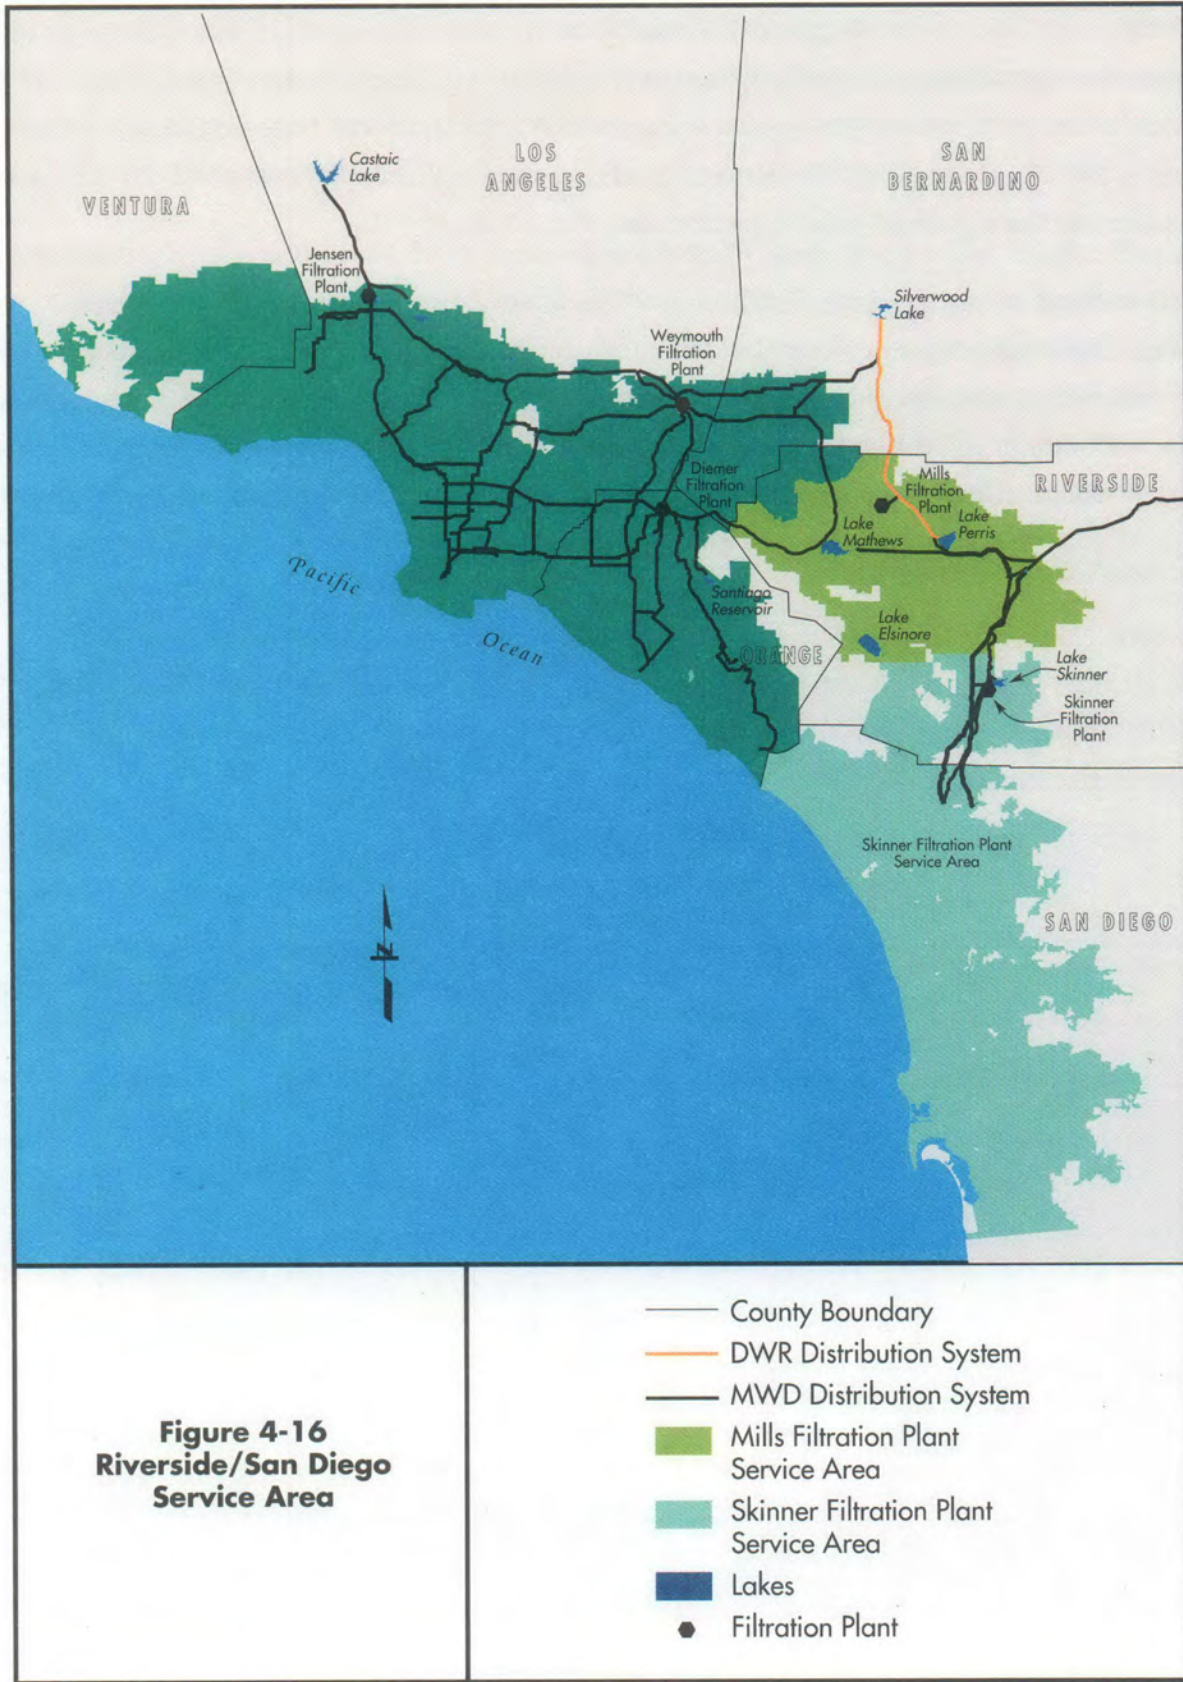 Castaic
Lake
LOS
ANGELES
SAN
BERNARDINO
VENTURA
Jensen
Filtration
Plant
Silverwood
Lake
Weymouth
Filtration
Plant
Diemer
Filtration
Plant
Mills
Filtration
Plant
RIVERSIDE
Lake
Mathews
Lake
Perris
Pacific
Ocean
Santiago
Reservoir
Lake
Elsinore
ORANGE
Lake
Skinner
Skinner
Filtration
Plant
Skinner Filtration Plant
Service Area
SAN DIEGO
N
Figure 4-16
Riverside/San Diego
Service Area
County Boundary
DWR Distribution System
MWD Distribution System
Mills Filtration Plant
Service Area
Skinner Filtration Plant
Service Area
Lakes
Filtration Plant